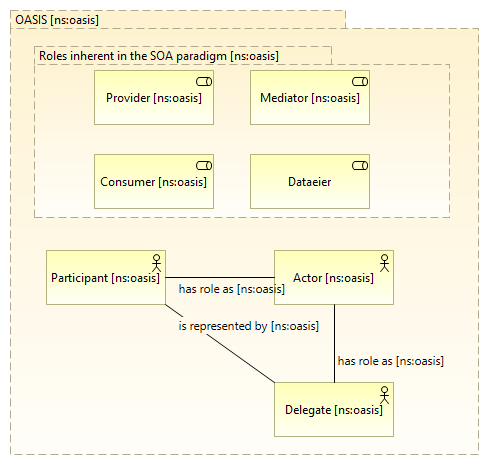 OASIS [ns:oasis]
Roles inherent in the SOA paradigm [ns:oasis]
Provider [ns:oasis]
Mediator [ns:oasis]
Consumer [ns:oasis]
Dataeier
Participant [ns:oasis]
Actor [ns:oasis]
has role as [ns:oasis]
is represented by [ns:oasis]
has role as [ns:oasis]
Delegate [ns:oasis]